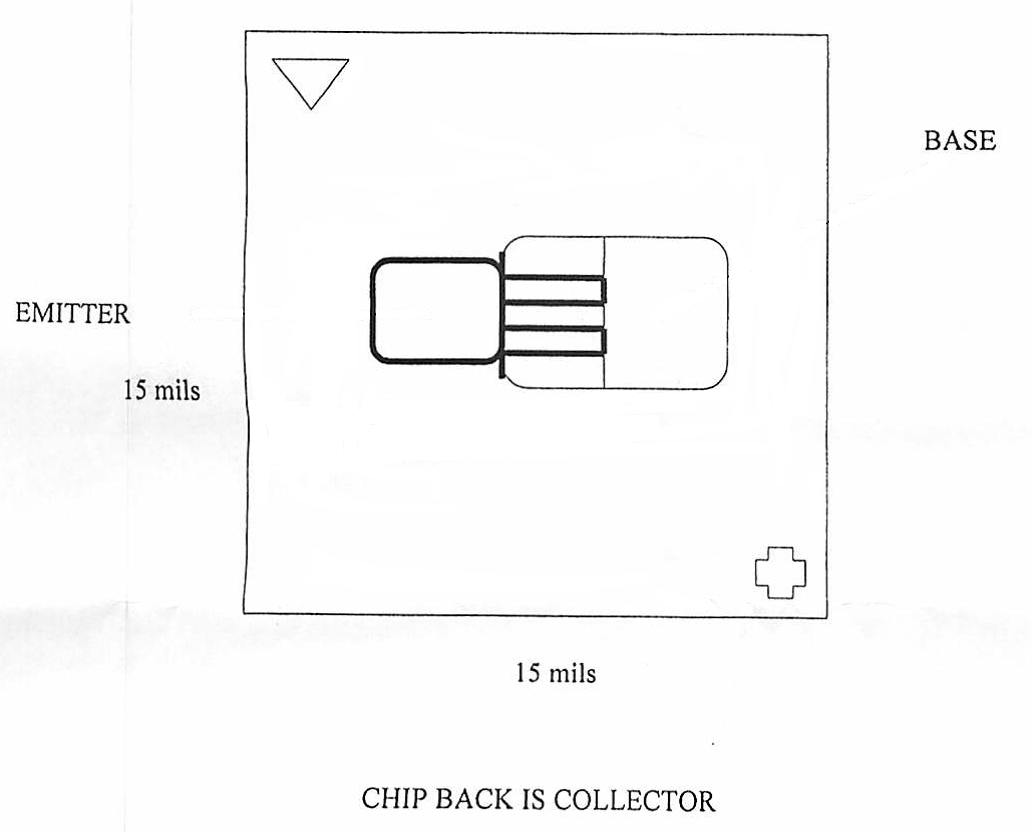 BASE
EMITTER
15 mils
15 mils
CHIP BACK IS COLLECTOR